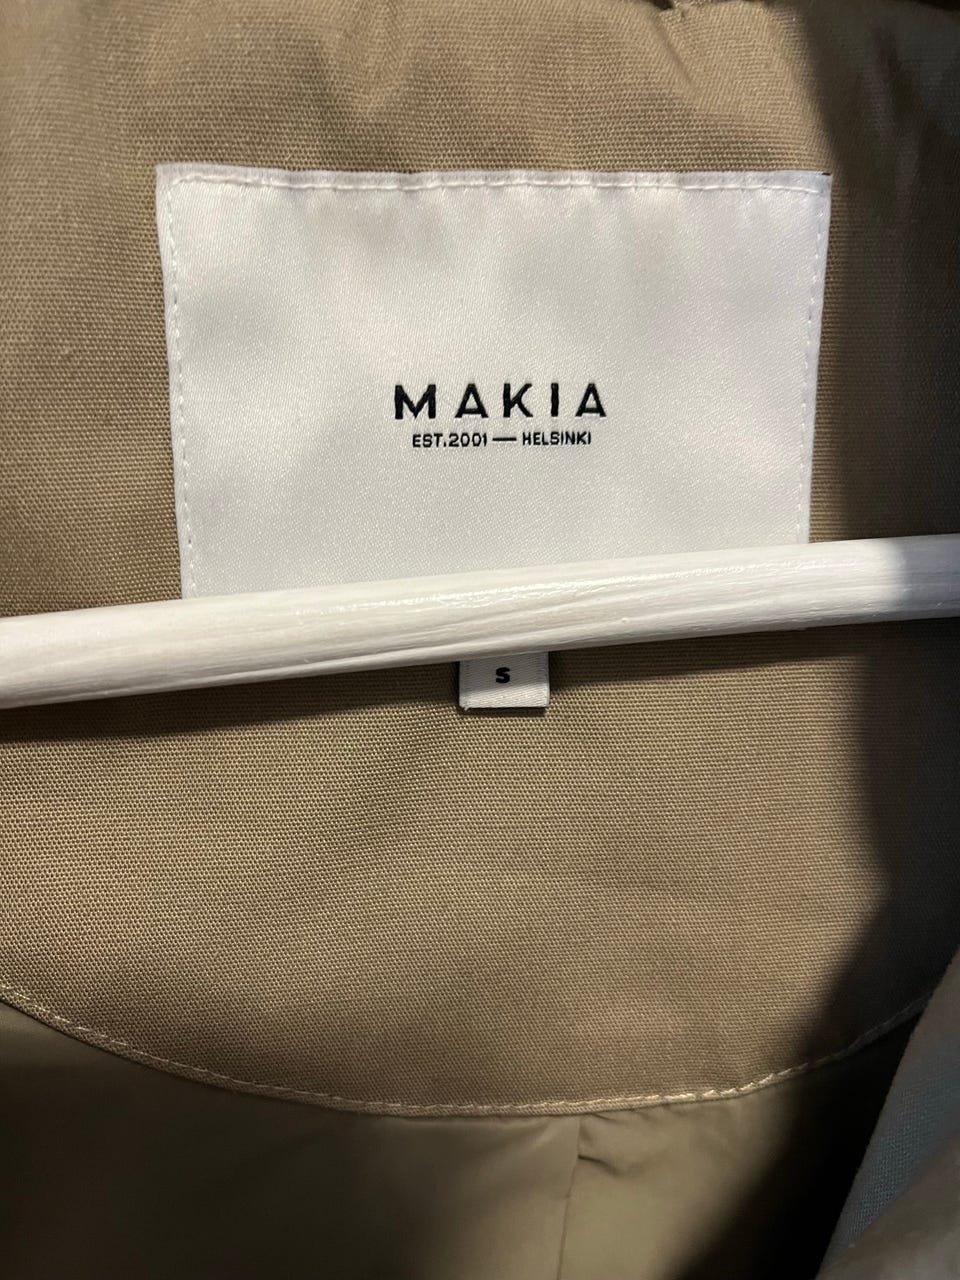 MAKIA
EST.2001 — HELSINKI
S